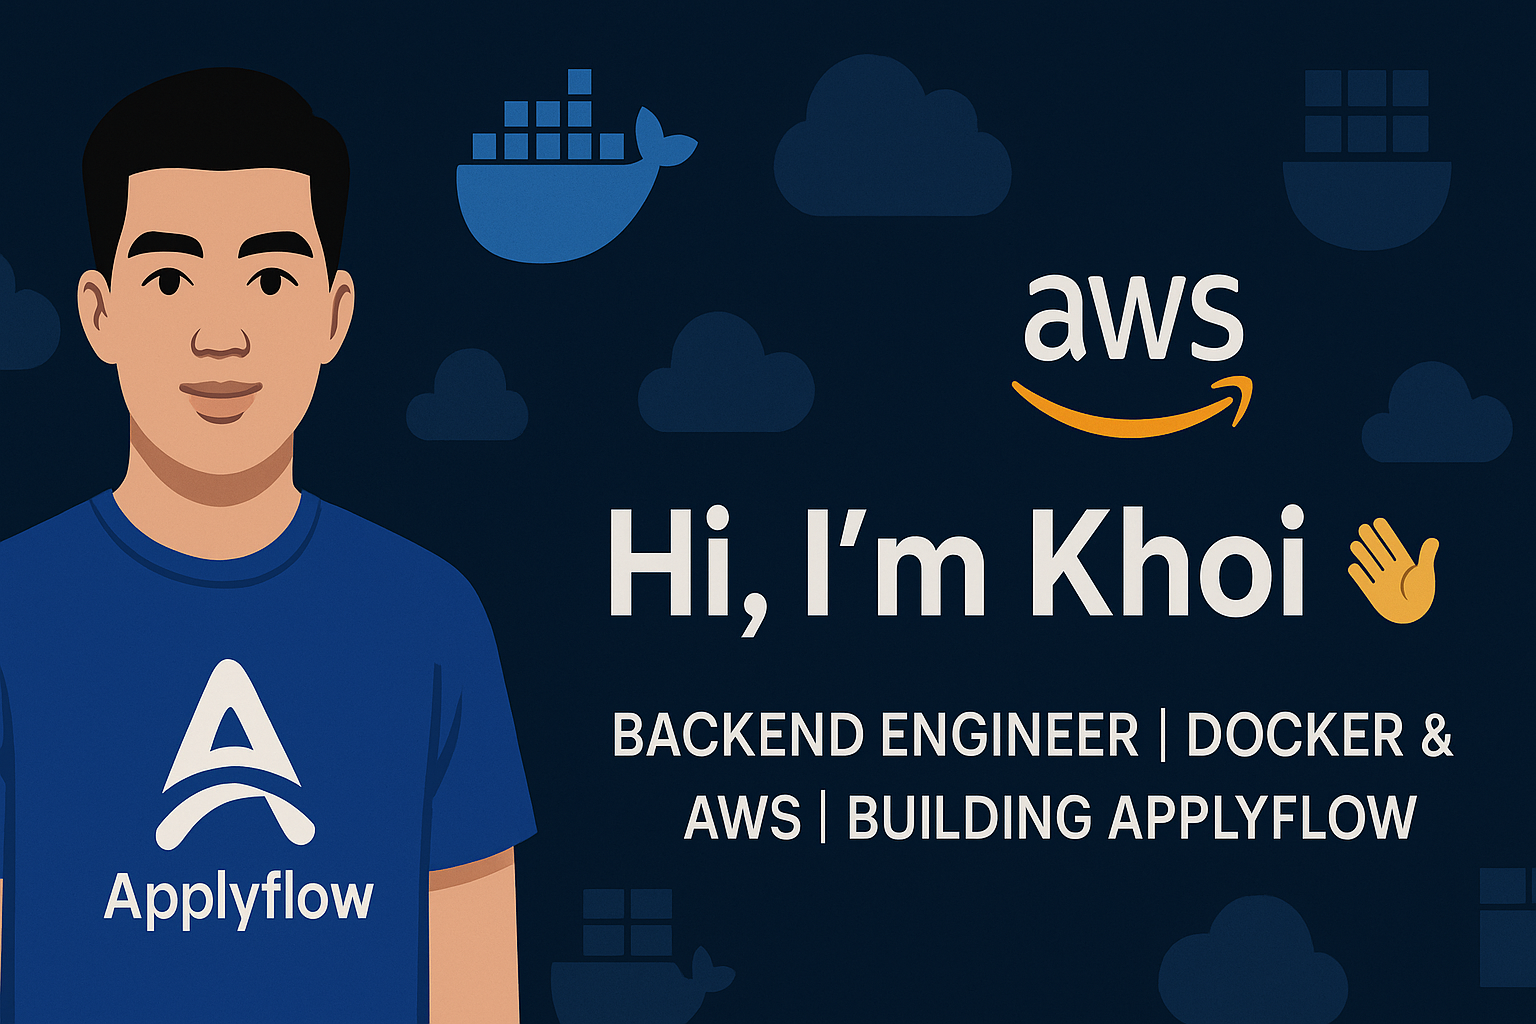 aws
Hi, I’m Khoi 👋
BACKEND ENGINEER | DOCKER &
AWS | BUILDING APPLYFLOW
Applyflow